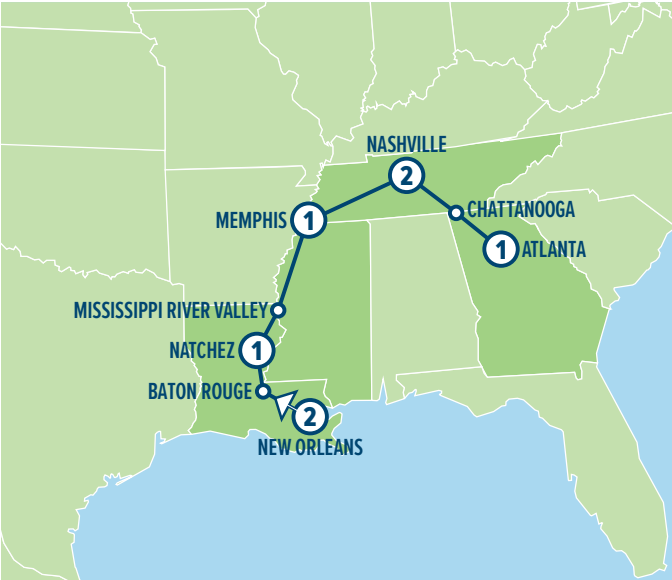 NASHVILLE
2
CHATTANOOGA
MEMPHIS 1
1 ATLANTA
MISSISSIPPI RIVER VALLEY
NATCHEZ 1
BATON ROUGE
2
NEW ORLEANS